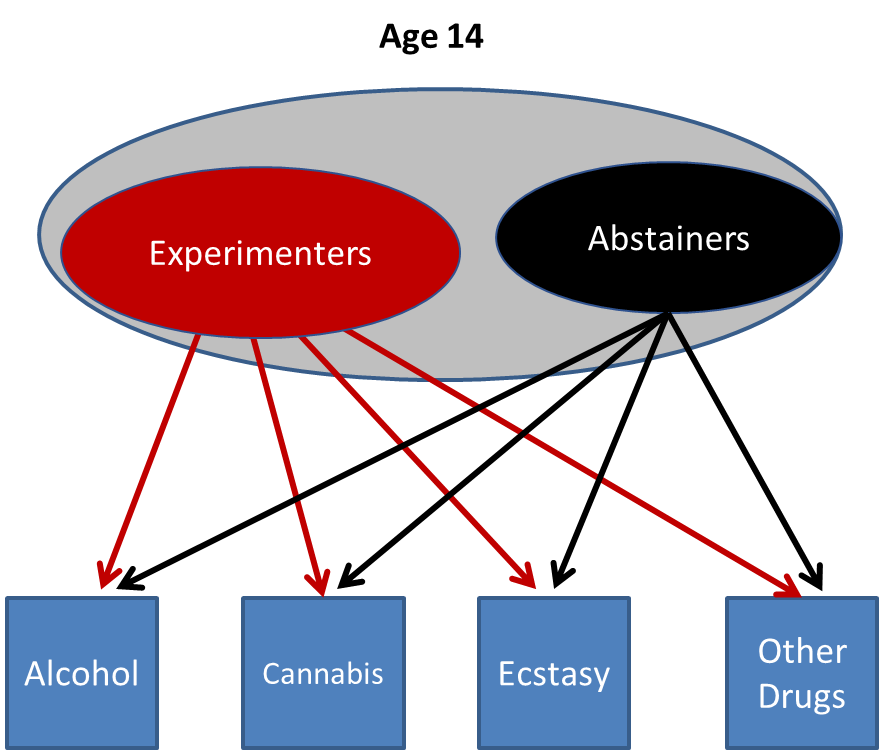 Age 14
Experimenters
Abstainers
Alcohol
Cannabis
Ecstasy
Other
Drugs